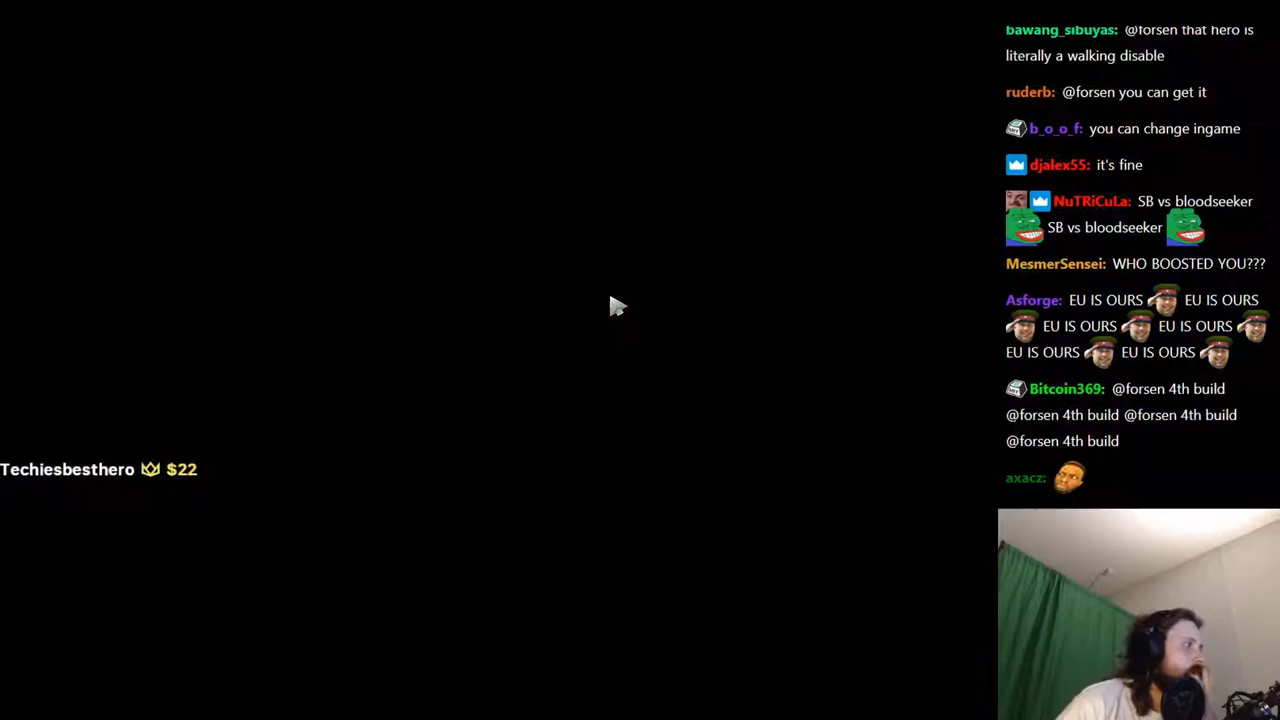 bawang_sibuyas: @forsen that hero is
literally a walking disable
ruderb: @forsen you can get it
b_o_o_f: you can change ingame
djalex55: it's fine
NuTRiCuLa: SB vs bloodseeker
SB vs bloodseeker
MesmerSensei: WHO BOOSTED YOU???
Asforge: EU IS OURS EU IS OURS
EU IS OURS EU IS OURS
EU IS OURS EU IS OURS
Bitcoin369: @forsen 4th build
@forsen 4th build @forsen 4th build
@forsen 4th build
Techiesbesthero $22
axacz: